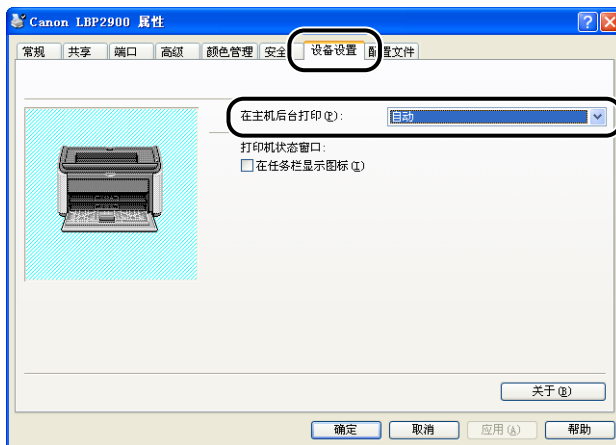 Canon LBP2900 属性
常规 共享 端口 高级 颜色管理 安全 设备设置 配置文件
在主机后台打印(P): 自动
打印机状态窗口:
在任务栏显示图标(I)
关于(B)
确定 取消 应用(A) 帮助